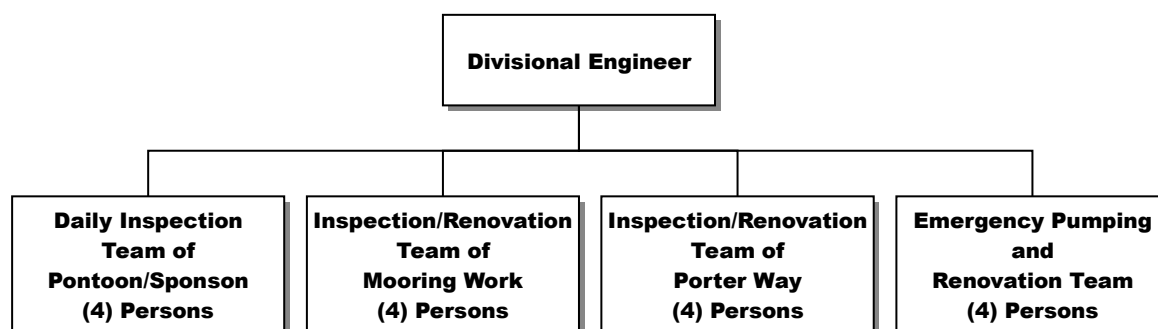 Divisional Engineer
Daily Inspection
Team of
Pontoon/Sponson
(4) Persons
Inspection/Renovation
Team of
Mooring Work
(4) Persons
Inspection/Renovation
Team of
Porter Way
(4) Persons
Emergency Pumping
and
Renovation Team
(4) Persons